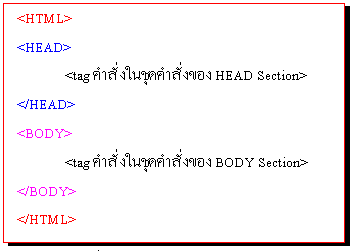 <HTML>
<HEAD>
<tag คำสั่งในชุดคำสั่งของ HEAD Section>
</HEAD>
<BODY>
<tag คำสั่งในชุดคำสั่งของ BODY Section>
</BODY>
</HTML>